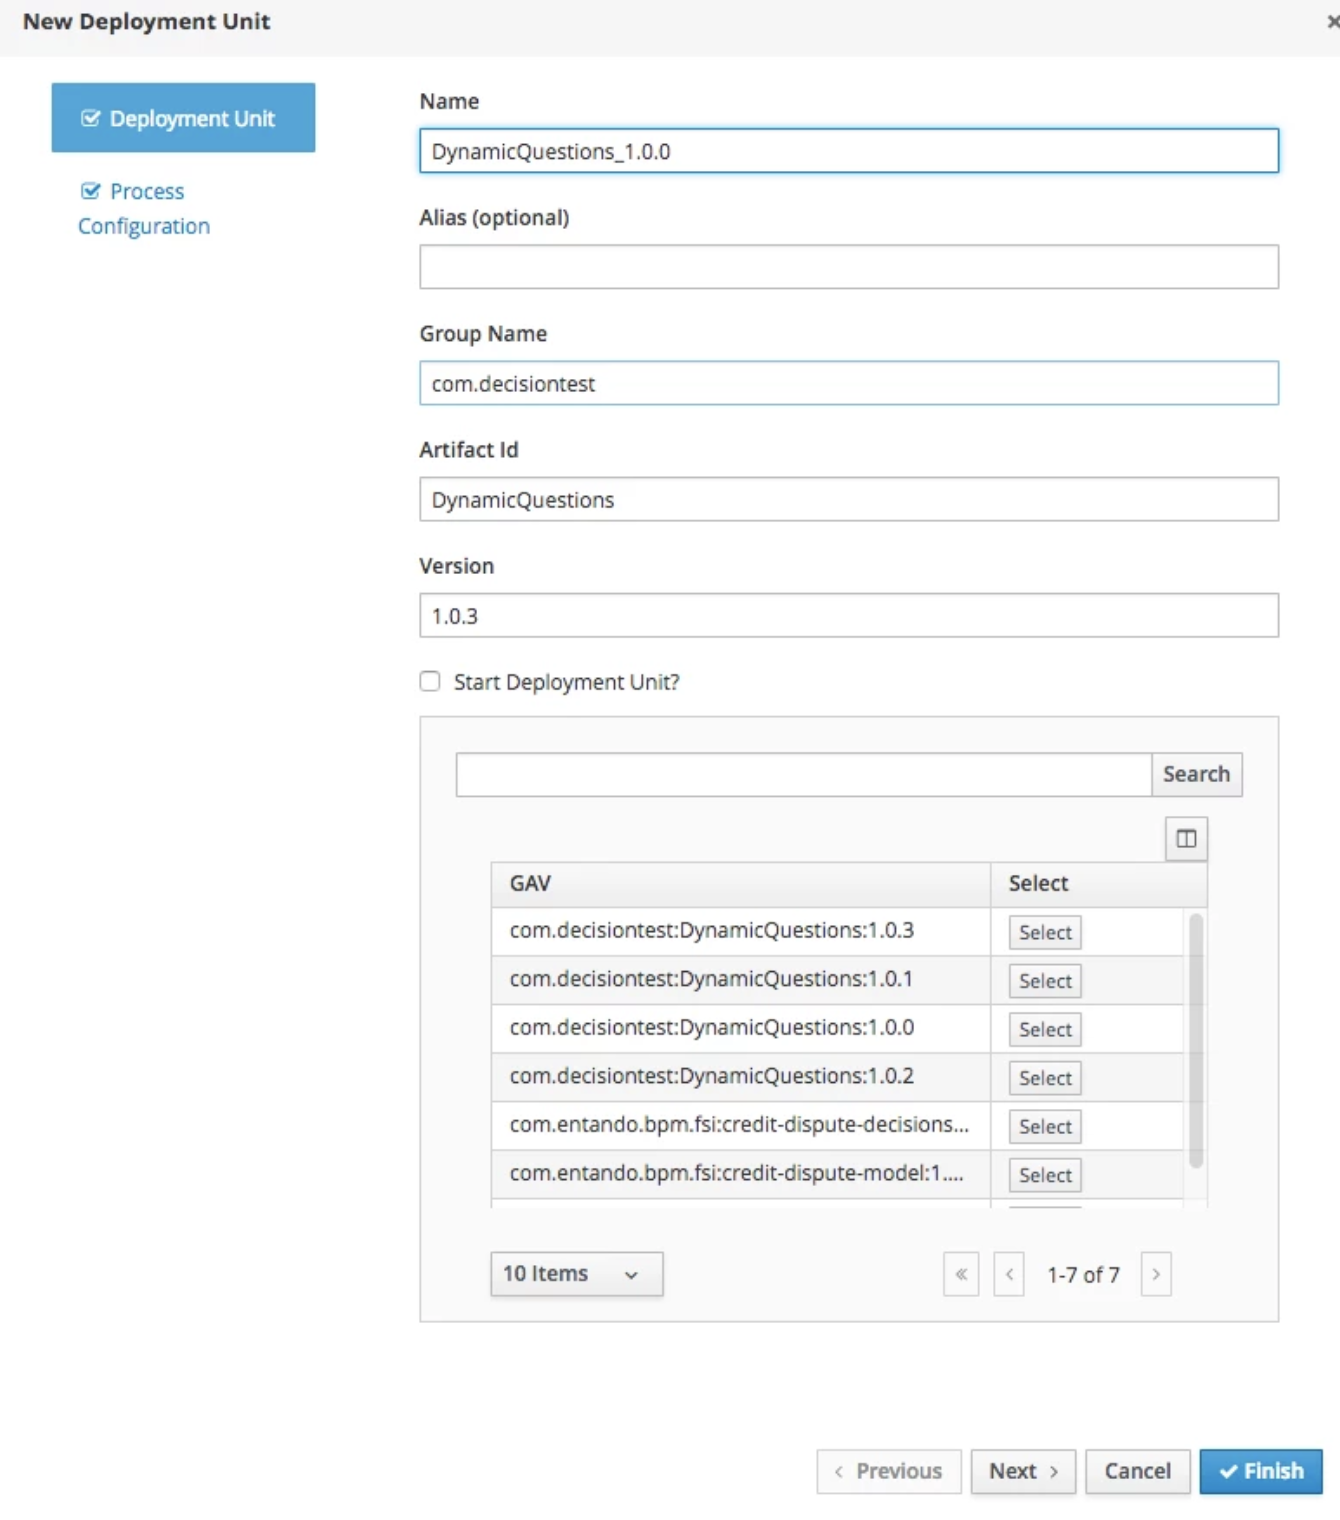 New Deployment Unit
Deployment Unit
Process
Configuration
Name
DynamicQuestions_1.0.0
Alias (optional)
Group Name
com.decisiontest
Artifact Id
DynamicQuestions
Version
1.0.3
Start Deployment Unit?
Search
GAV Select
com.decisiontest:DynamicQuestions:1.0.3 Select
com.decisiontest:DynamicQuestions:1.0.1 Select
com.decisiontest:DynamicQuestions:1.0.0 Select
com.decisiontest:DynamicQuestions:1.0.2 Select
com.entando.bpm.fsi:credit-dispute-decisions... Select
com.entando.bpm.fsi:credit-dispute-model:1.... Select
10 Items « < 1-7 of 7 >
< Previous Next > Cancel Finish